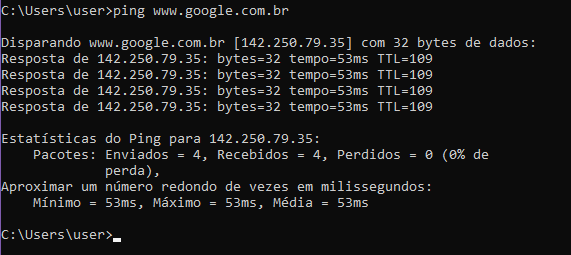 C:\Users\user>ping www.google.com.br
Disparando www.google.com.br [142.250.79.35] com 32 bytes de dados:
Resposta de 142.250.79.35: bytes=32 tempo=53ms TTL=109
Resposta de 142.250.79.35: bytes=32 tempo=53ms TTL=109
Resposta de 142.250.79.35: bytes=32 tempo=53ms TTL=109
Resposta de 142.250.79.35: bytes=32 tempo=53ms TTL=109
Estatísticas do Ping para 142.250.79.35:
Pacotes: Enviados = 4, Recebidos = 4, Perdidos = 0 (0% de
perda),
Aproximar um número redondo de vezes em milissegundos:
Mínimo = 53ms, Máximo = 53ms, Média = 53ms
C:\Users\user>